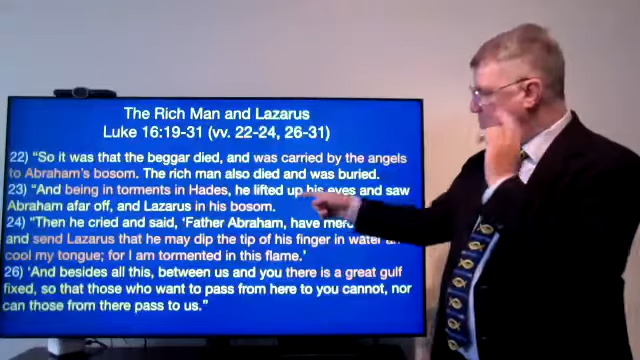 The Rich Man and Lazarus
Luke 16:19-31 (vv. 22-24, 26-31)
22) “So it was that the beggar died, and was carried by the angels
to Abraham’s bosom. The rich man also died and was buried.
23) “And being in torments in Hades, he lifted up his eyes and saw
Abraham afar off, and Lazarus in his bosom.
24) “Then he cried and said, ‘Father Abraham, have
and send Lazarus that he may dip the tip of his finger in water
cool my tongue; for I am tormented in this flame.’
26) ‘And besides all this, between us and you there is a great gulf
fixed, so that those who want to pass from here to you cannot, nor
can those from there pass to us.”